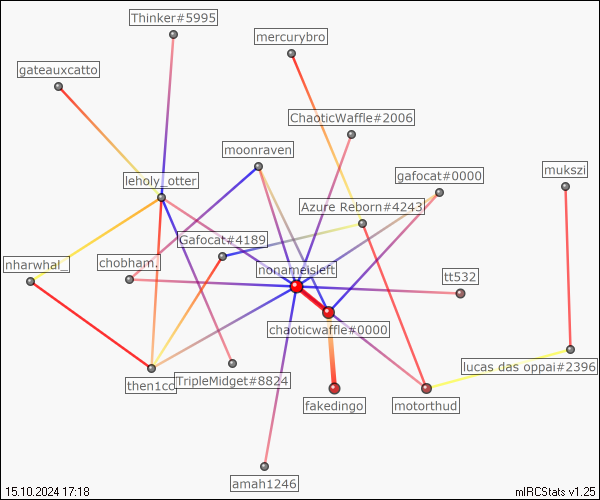 Thinker#5995
mercurybro
gateauxcatto
ChaoticWaffle#2006
moonraven
mukszi
leholy_otter
gafocat#0000
Azure Reborn#4243
Gafocat#4189
nharwhal_
chobham.
nonameisleft
tt532
chaoticwaffle#0000
lucas das oppai#2396
then1cc
TripleMidget#8824
fakedingo
motorthud
amah1246
15.10.2024 17:18
mIRCStats v1.25